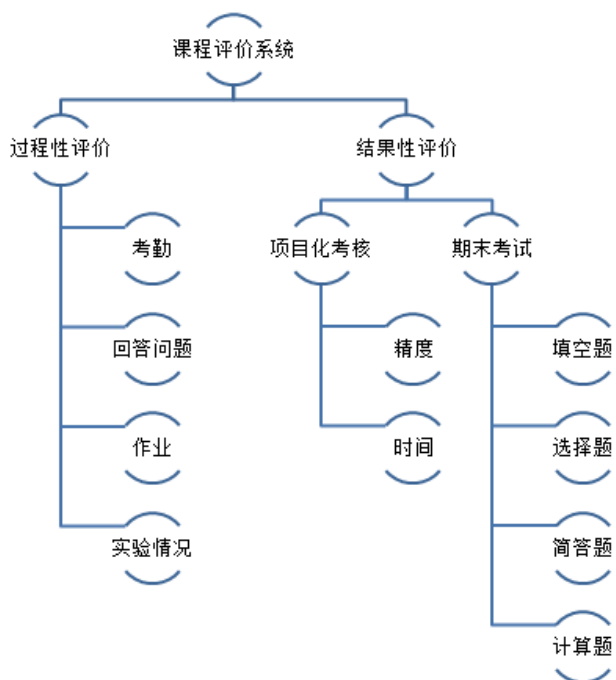 课程评价系统
过程性评价
结果性评价
考勤
项目化考核
期末考试
回答问题
精度
填空题
作业
时间
选择题
实验情况
简答题
计算题